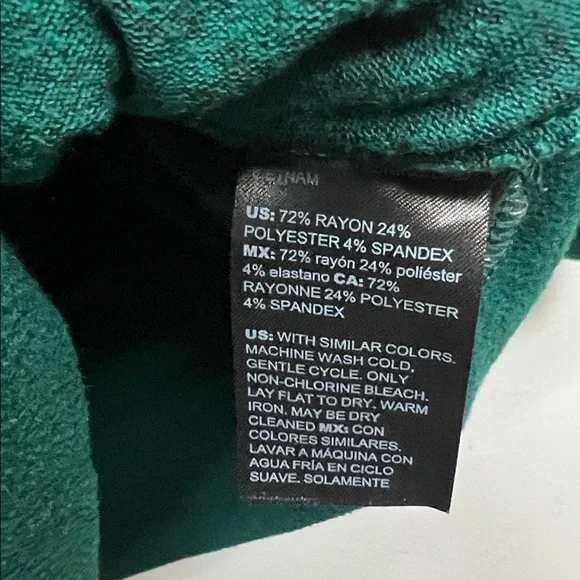 VIETNAM
US: 72% RAYON 24%
POLYESTER 4% SPANDEX
MX: 72% rayón 24% poliéster
4% elastano CA: 72%
RAYONNE 24% POLYESTER
4% SPANDEX
US: WITH SIMILAR COLORS.
MACHINE WASH COLD,
GENTLE CYCLE. ONLY
NON-CHLORINE BLEACH.
LAY FLAT TO DRY. WARM
IRON. MAY BE DRY
CLEANED MX: CON
COLORES SIMILARES.
LAVAR A MÁQUINA CON
AGUA FRÍA EN CICLO
SUAVE. SOLAMENTE